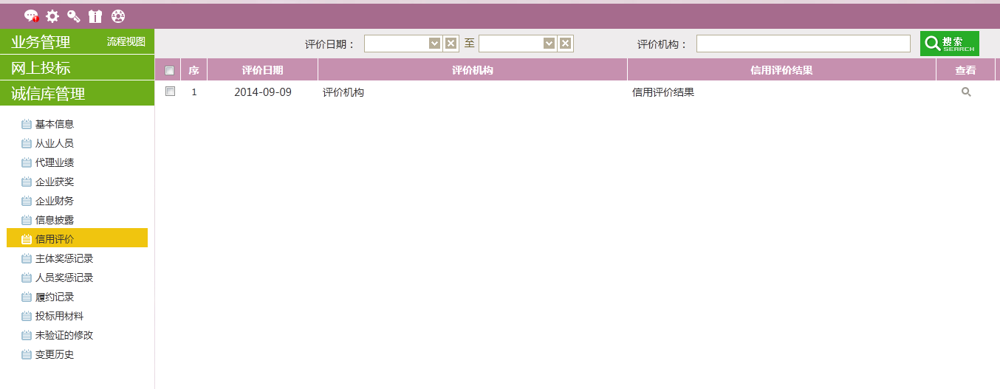 业务管理 流程视图
网上投标
诚信库管理
基本信息
从业人员
代理业绩
企业获奖
企业财务
信息披露
信用评价
主体奖惩记录
人员奖惩记录
履约记录
投标用材料
未验证的修改
变更历史
评价日期： 至 评价机构： 搜索 SEARCH
序 评价日期 评价机构 信用评价结果 查看
1 2014-09-09 评价机构 信用评价结果